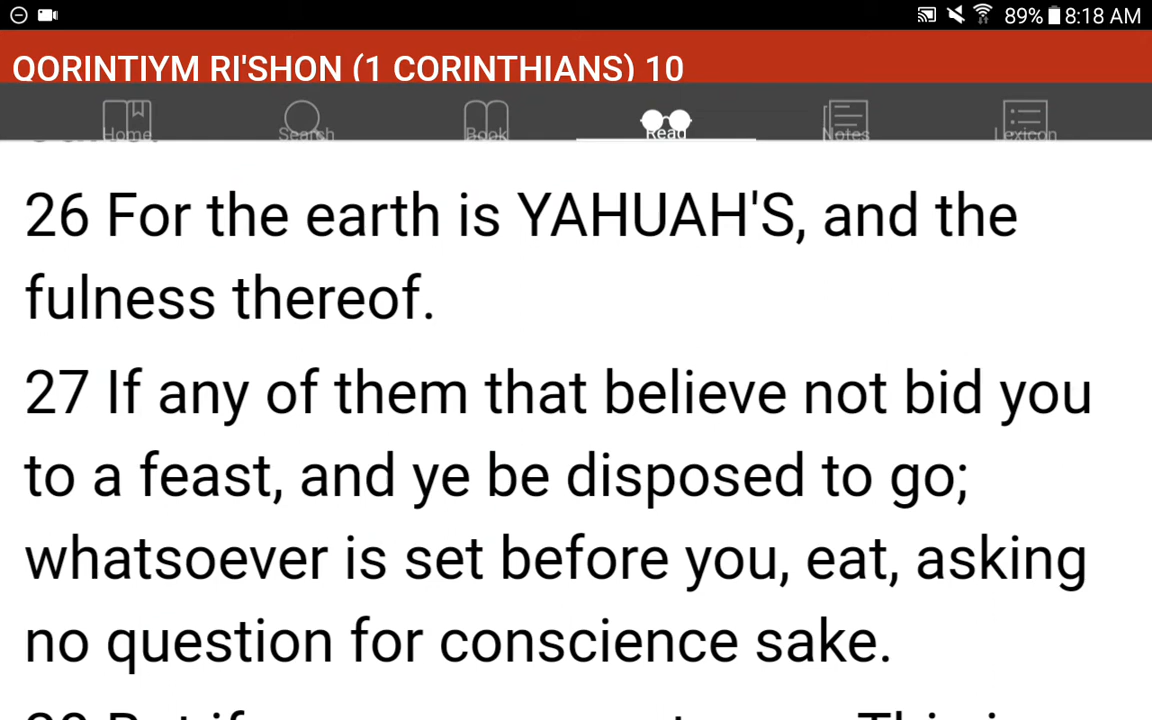 89% 8:18 AM
QORINTIYM RI'SHON (1 CORINTHIANS) 10
Home Search Book Read Notes Lexicon
26 For the earth is YAHUAH'S, and the
fulness thereof.
27 If any of them that believe not bid you
to a feast, and ye be disposed to go;
whatsoever is set before you, eat, asking
no question for conscience sake.